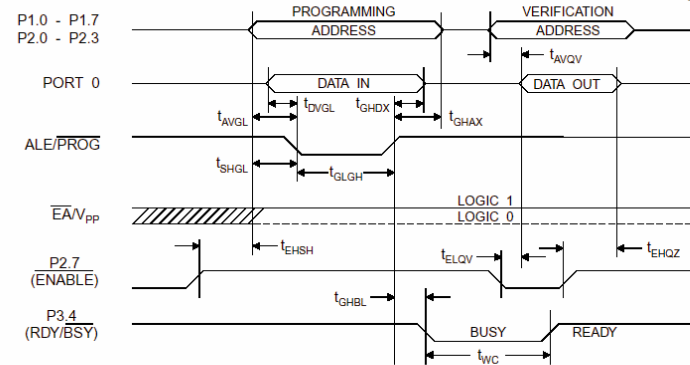 PROGRAMMING VERIFICATION
P1.0 - P1.7
P2.0 - P2.3
ADDRESS ADDRESS
tAVQV
PORT 0 DATA IN DATA OUT
tDVGL tGHDX
tAVGL tGHAX
ALE/PROG
tSHGL tGLGH
LOGIC 1
EA/VPP LOGIC 0
tEHSH tELQV tEHQZ
P2.7
(ENABLE)
tGHBL
P3.4
(RDY/BSY) BUSY READY
tWC